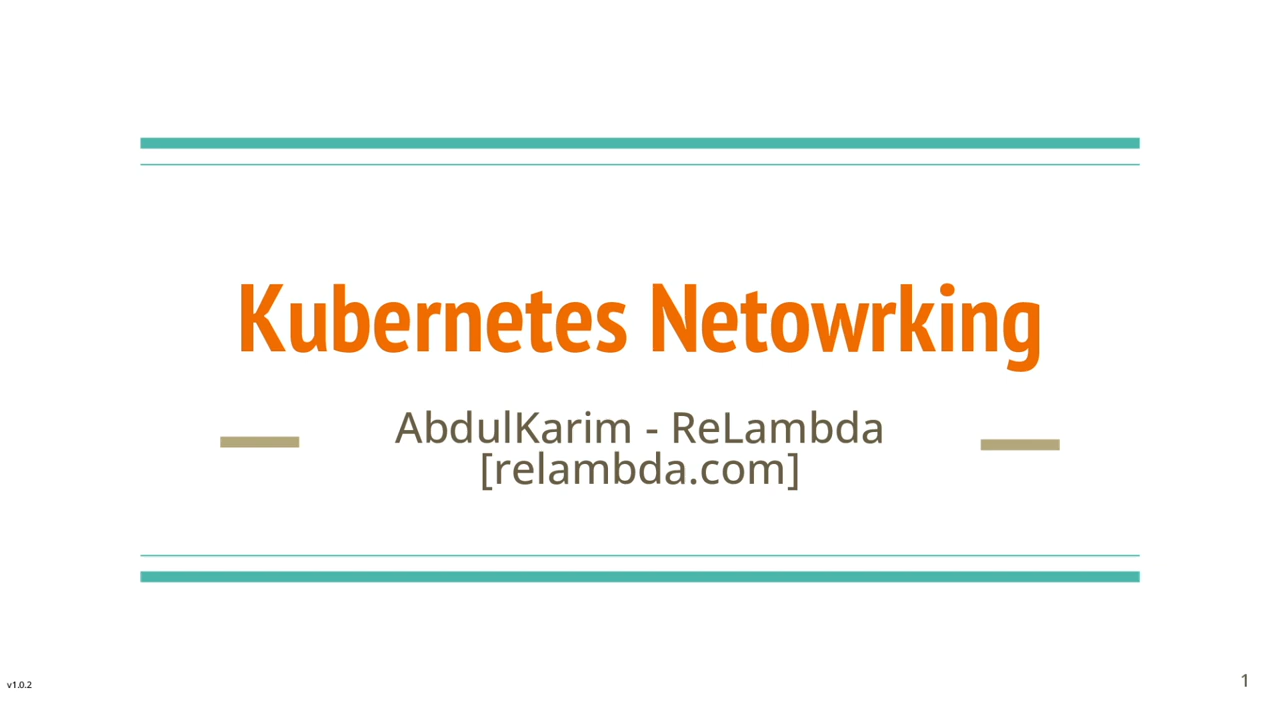 Kubernetes Netowrking
AbdulKarim - ReLambda
[relambda.com]
v1.0.2
1